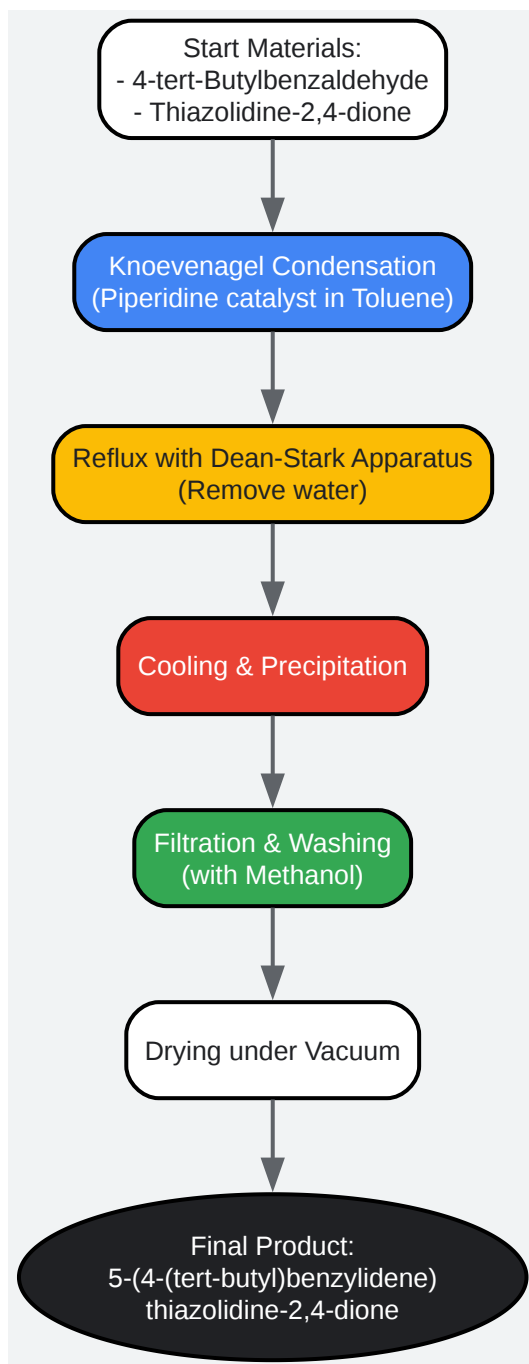 Start Materials:
- 4-tert-Butylbenzaldehyde
- Thiazolidine-2,4-dione
Knoevenagel Condensation
(Piperidine catalyst in Toluene)
Reflux with Dean-Stark Apparatus
(Remove water)
Cooling & Precipitation
Filtration & Washing
(with Methanol)
Drying under Vacuum
Final Product:
5-(4-(tert-butyl)benzylidene)
thiazolidine-2,4-dione